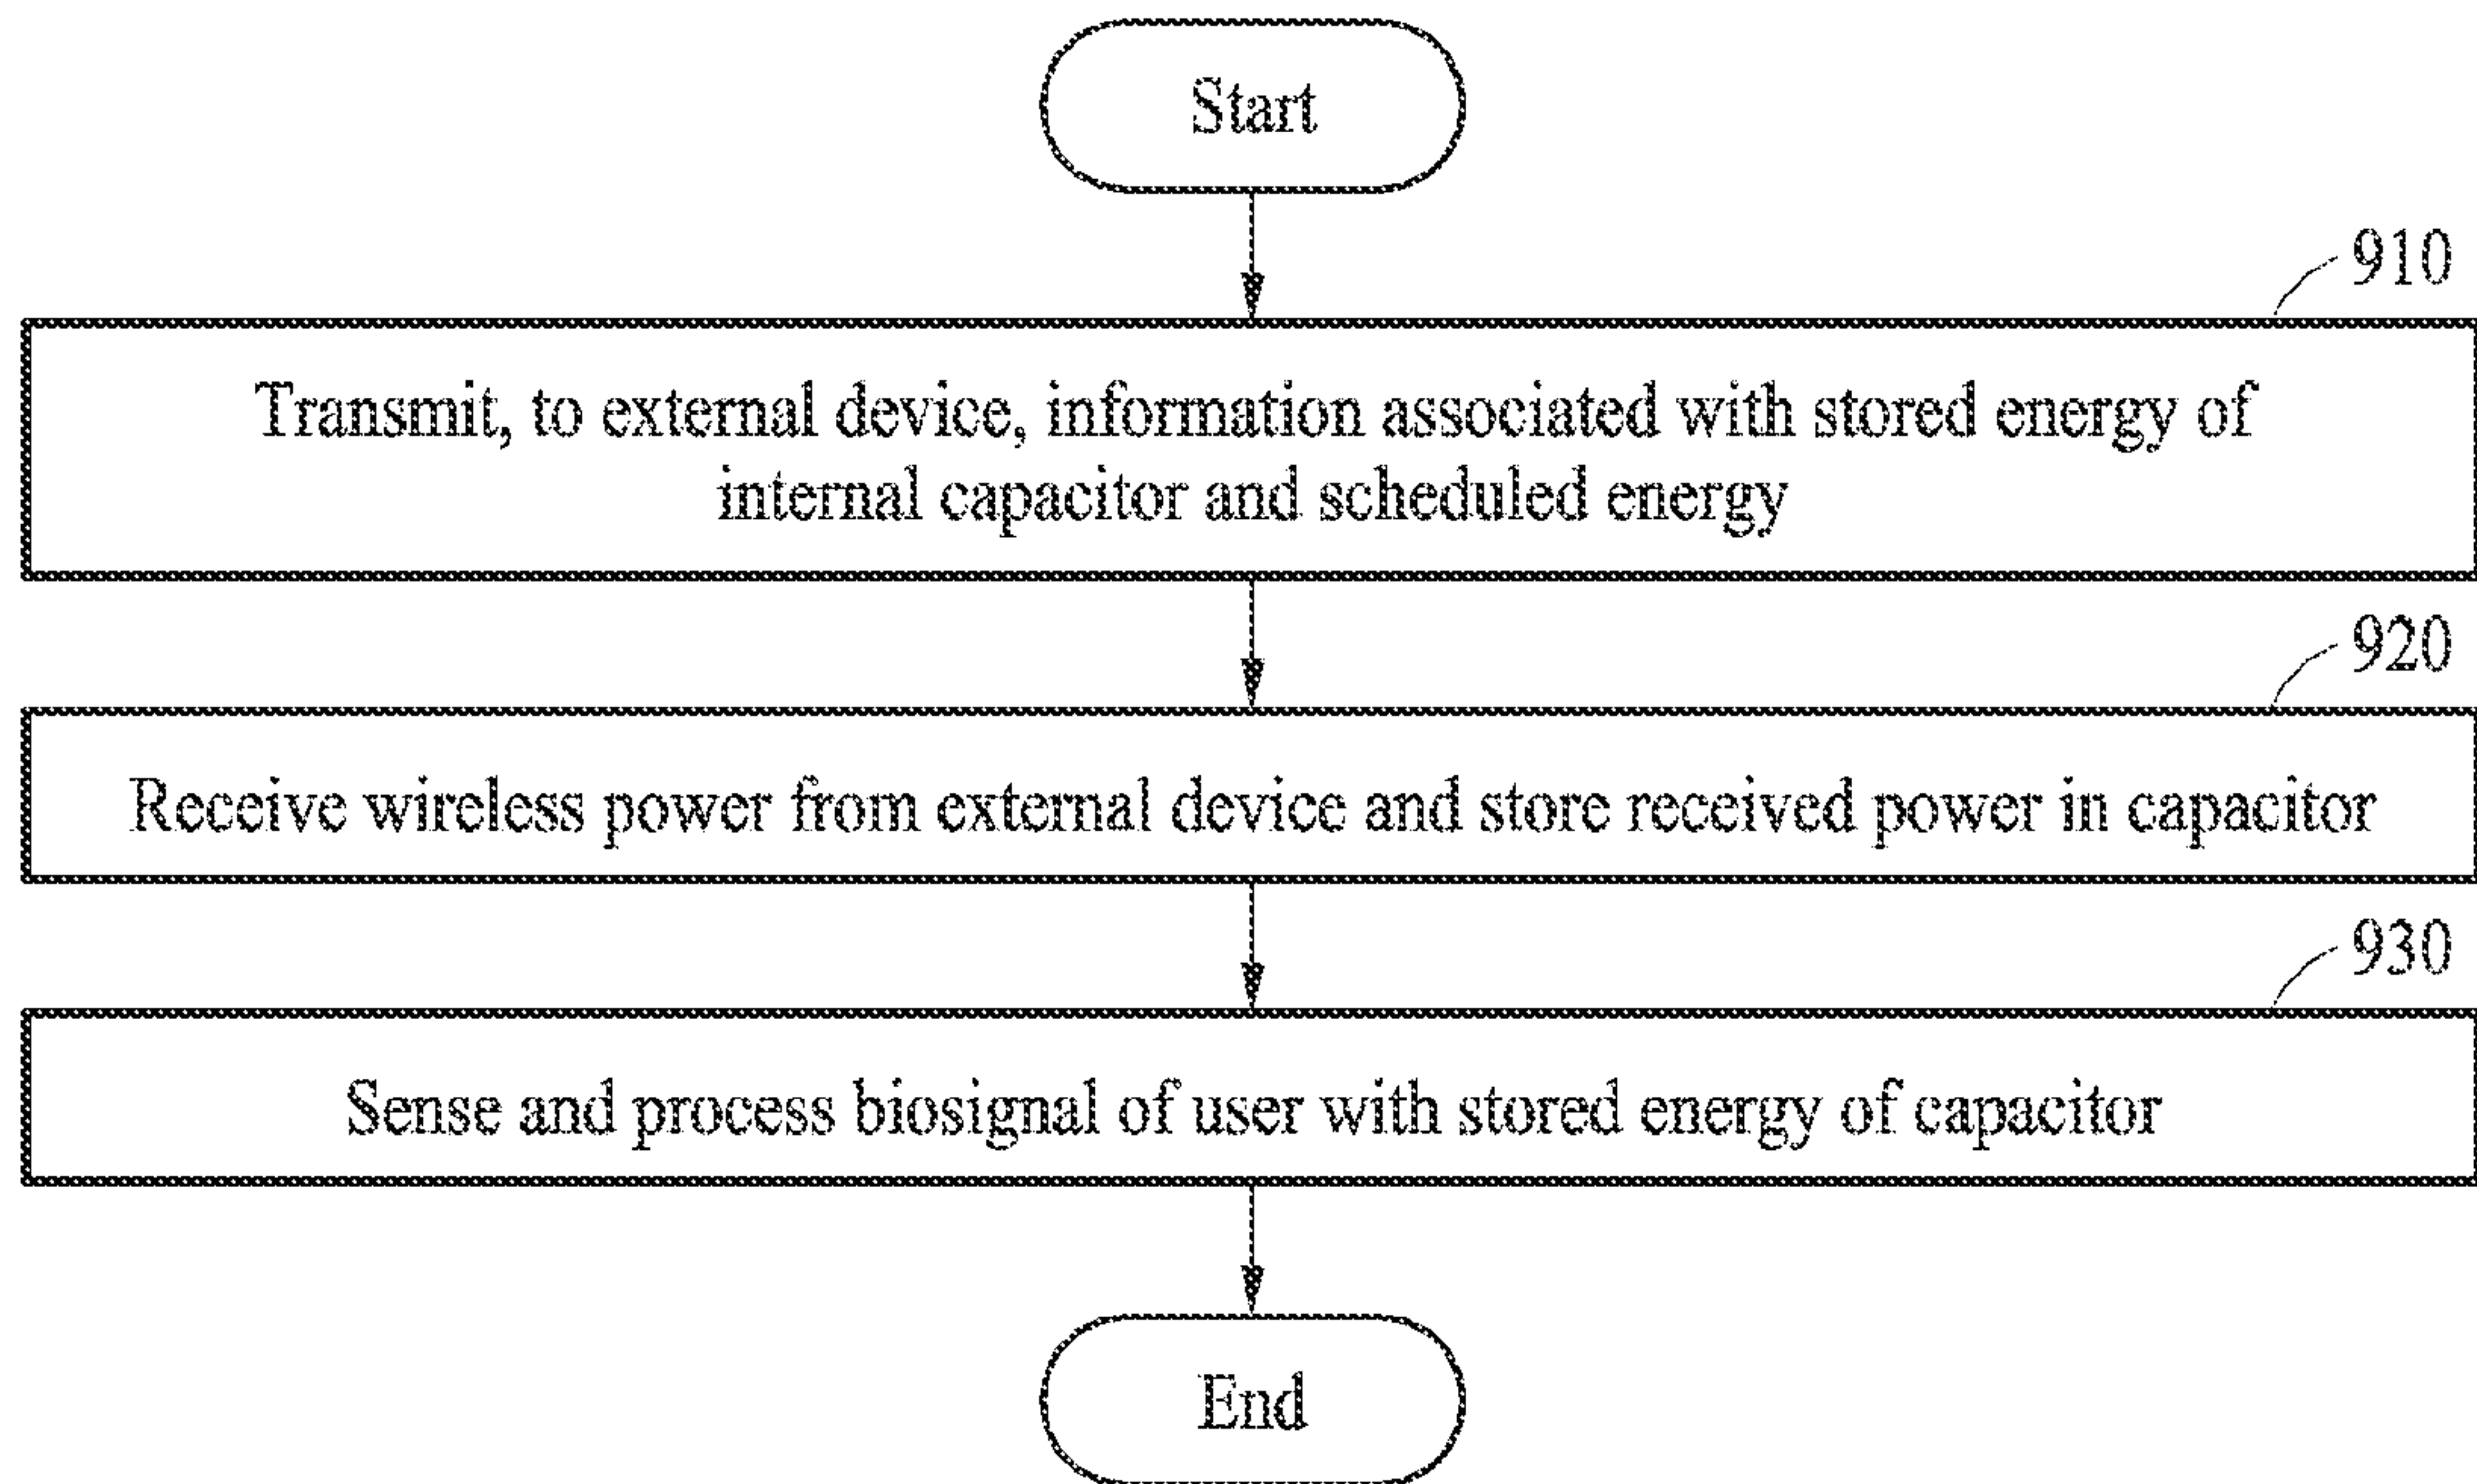 Start
910
Transmit, to external device, information associated with stored energy of
internal capacitor and scheduled energy
920
Receive wireless power from external device and store received power in capacitor
930
Sense and process biosignal of user with stored energy of capacitor
End